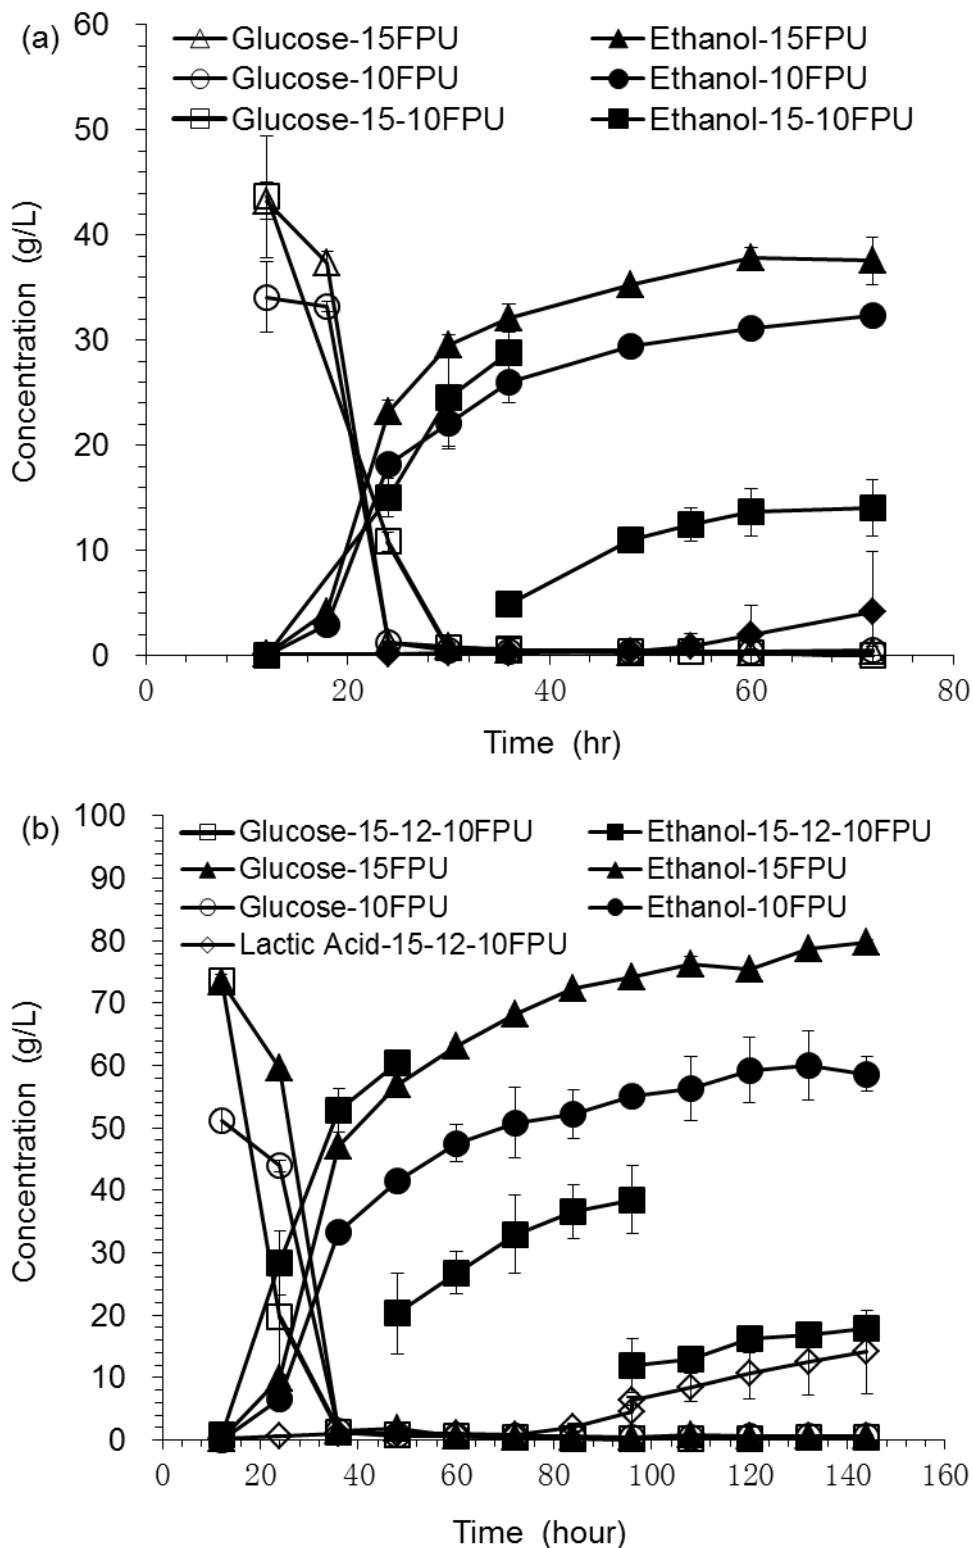 (a)
60
Glucose-15FPU
Ethanol-15FPU
Glucose-10FPU
Ethanol-10FPU
Glucose-15-10FPU
Ethanol-15-10FPU
50
40
30
20
10
0
Concentration (g/L)
0 20 40 60 80
Time (hr)
(b)
100
Glucose-15-12-10FPU
Ethanol-15-12-10FPU
Glucose-15FPU
Ethanol-15FPU
Glucose-10FPU
Ethanol-10FPU
Lactic Acid-15-12-10FPU
90
80
70
60
50
40
30
20
10
0
Concentration (g/L)
0 20 40 60 80 100 120 140 160
Time (hour)